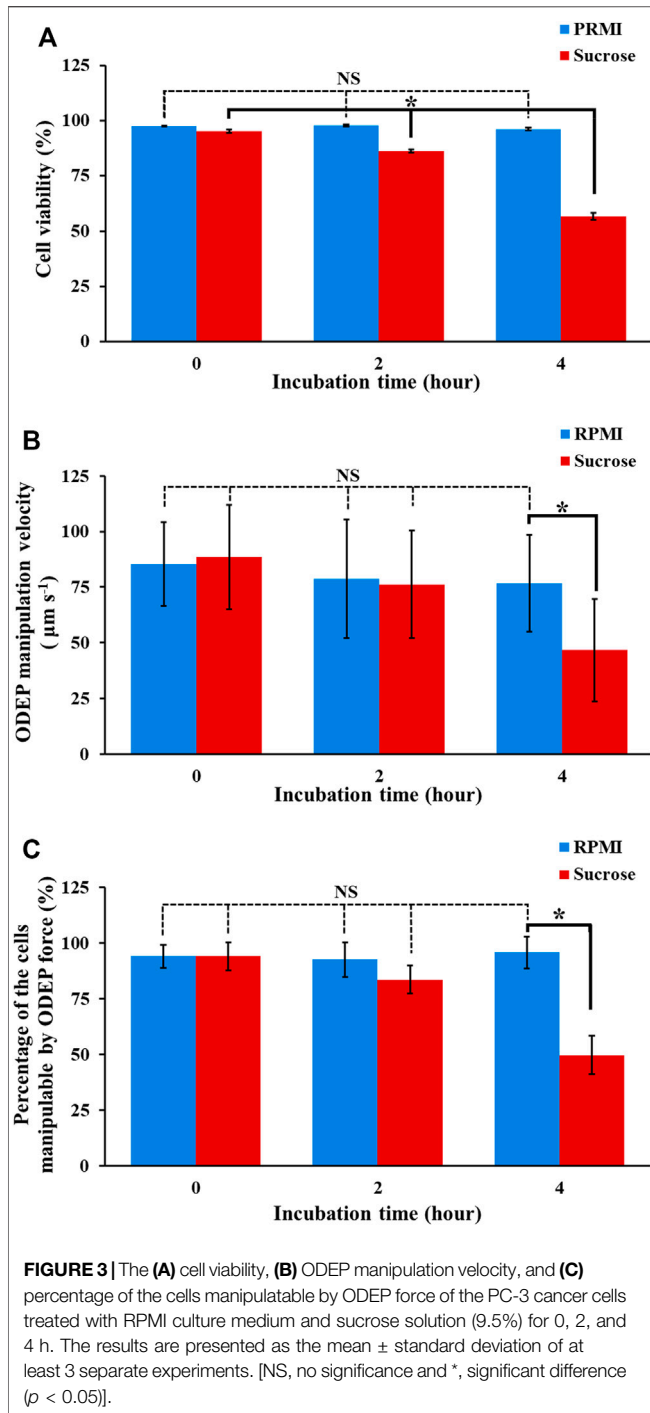 A
PRMI
Sucrose
NS
*
125
100
75
50
25
0
Cell viability (%)
0 2 4
Incubation time (hour)
B
RPMI
Sucrose
NS
*
125
100
75
50
25
0
ODEP manipulation velocity
( μm s⁻¹)
0 2 4
Incubation time (hour)
C
RPMI
Sucrose
NS
*
125
100
75
50
25
0
Percentage of the cells
manipulable by ODEP force (%)
0 2 4
Incubation time (hour)
FIGURE 3 | The (A) cell viability, (B) ODEP manipulation velocity, and (C)
percentage of the cells manipulatable by ODEP force of the PC-3 cancer cells
treated with RPMI culture medium and sucrose solution (9.5%) for 0, 2, and
4 h. The results are presented as the mean ± standard deviation of at
least 3 separate experiments. [NS, no significance and *, significant difference
(p < 0.05)].